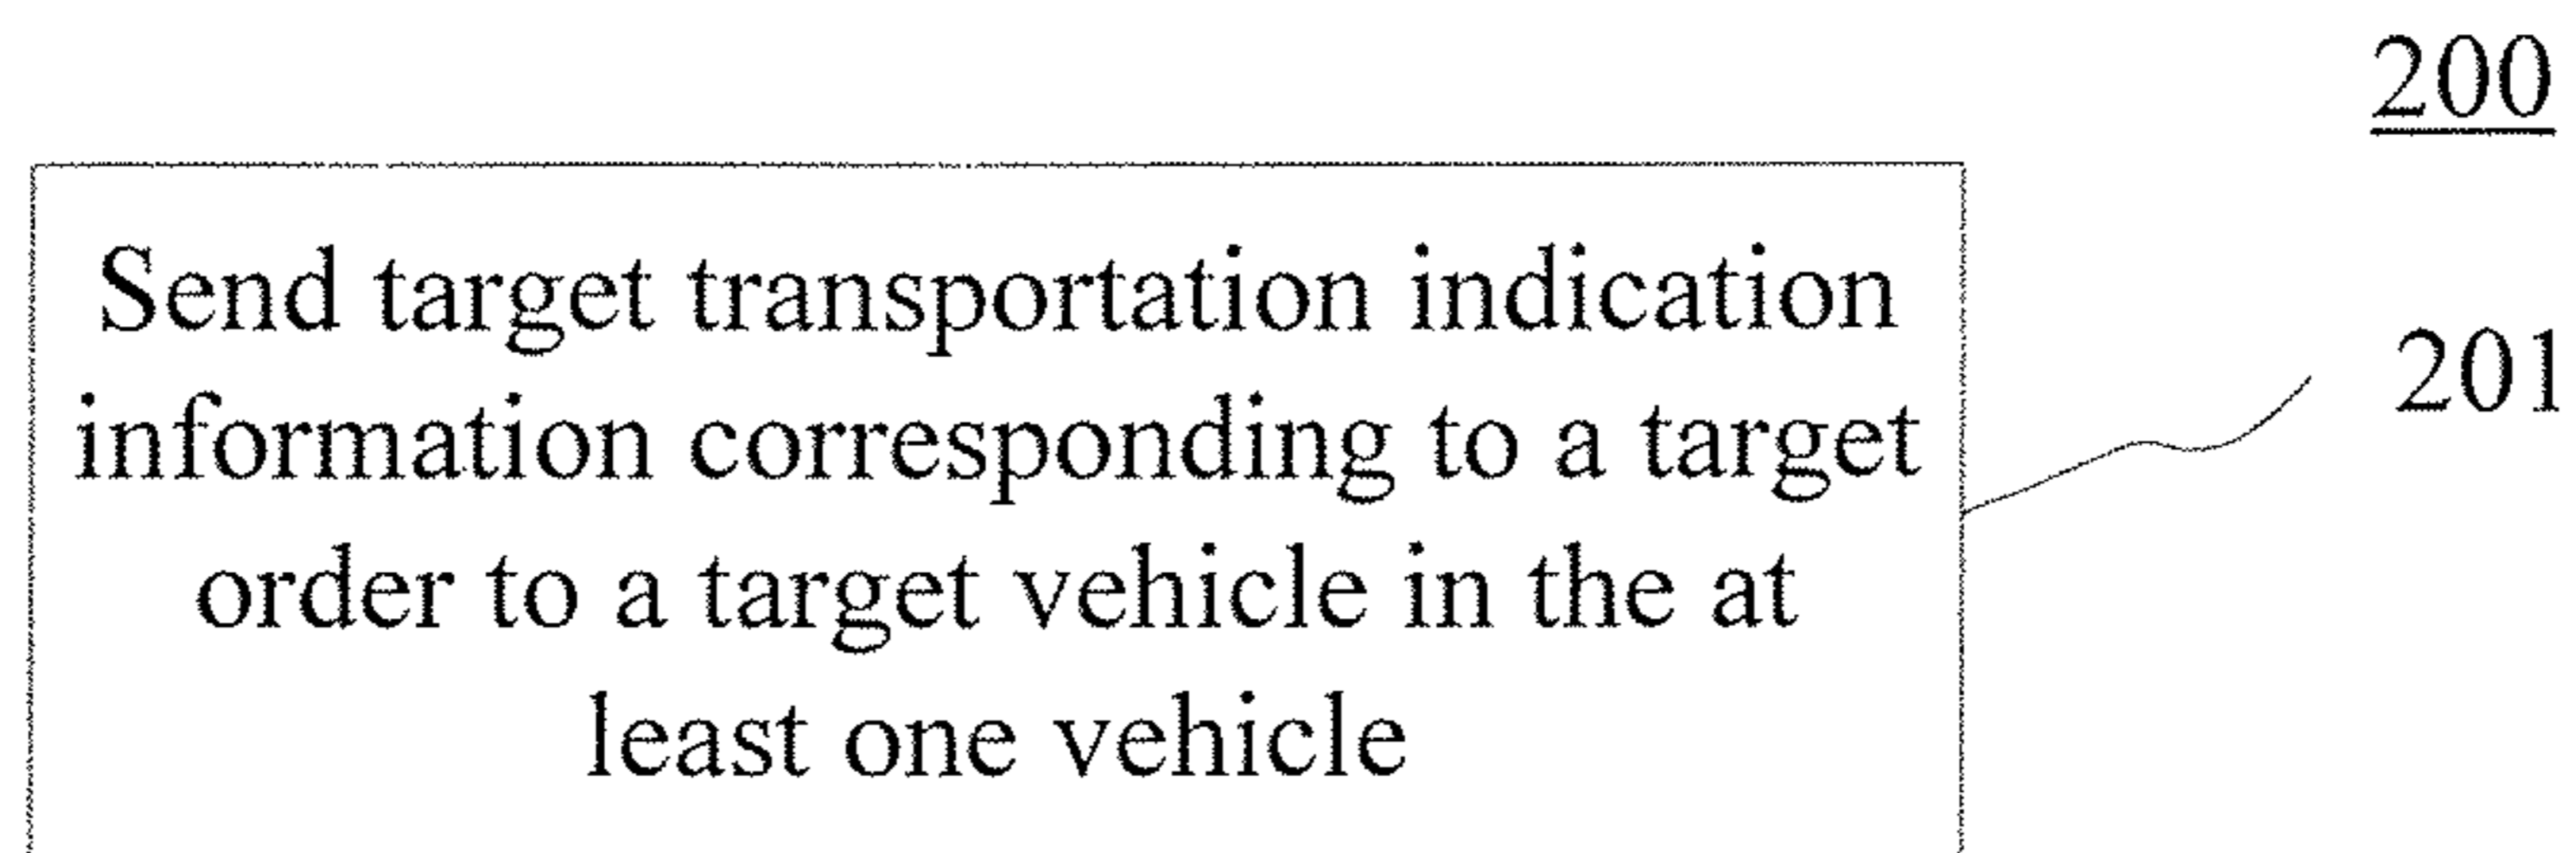 200
Send target transportation indication
information corresponding to a target
order to a target vehicle in the at
least one vehicle
201